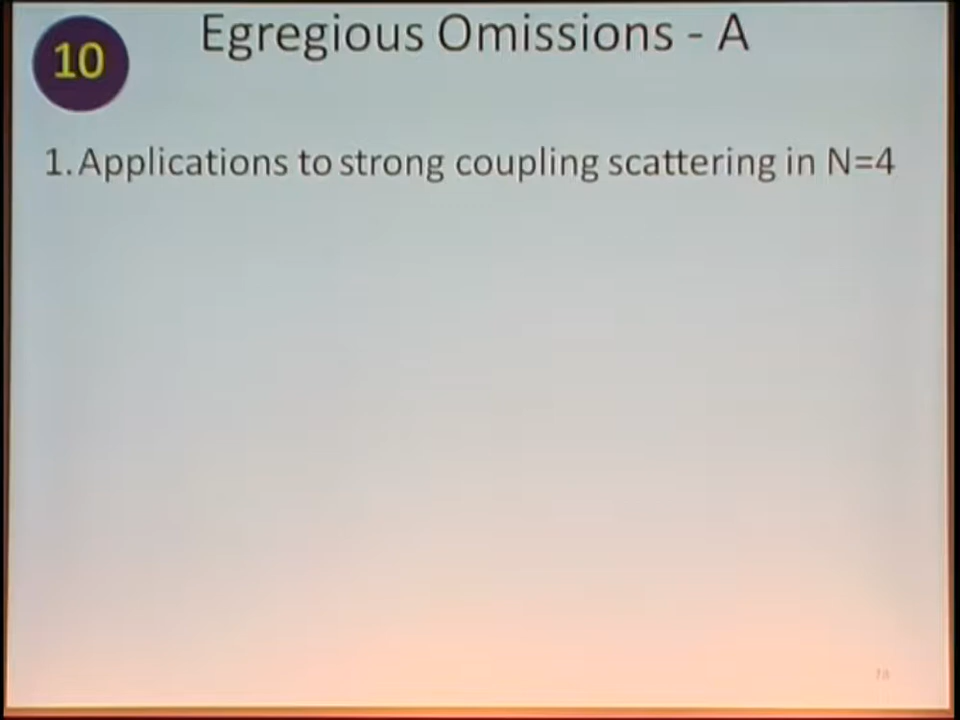 10
Egregious Omissions - A
1. Applications to strong coupling scattering in N=4